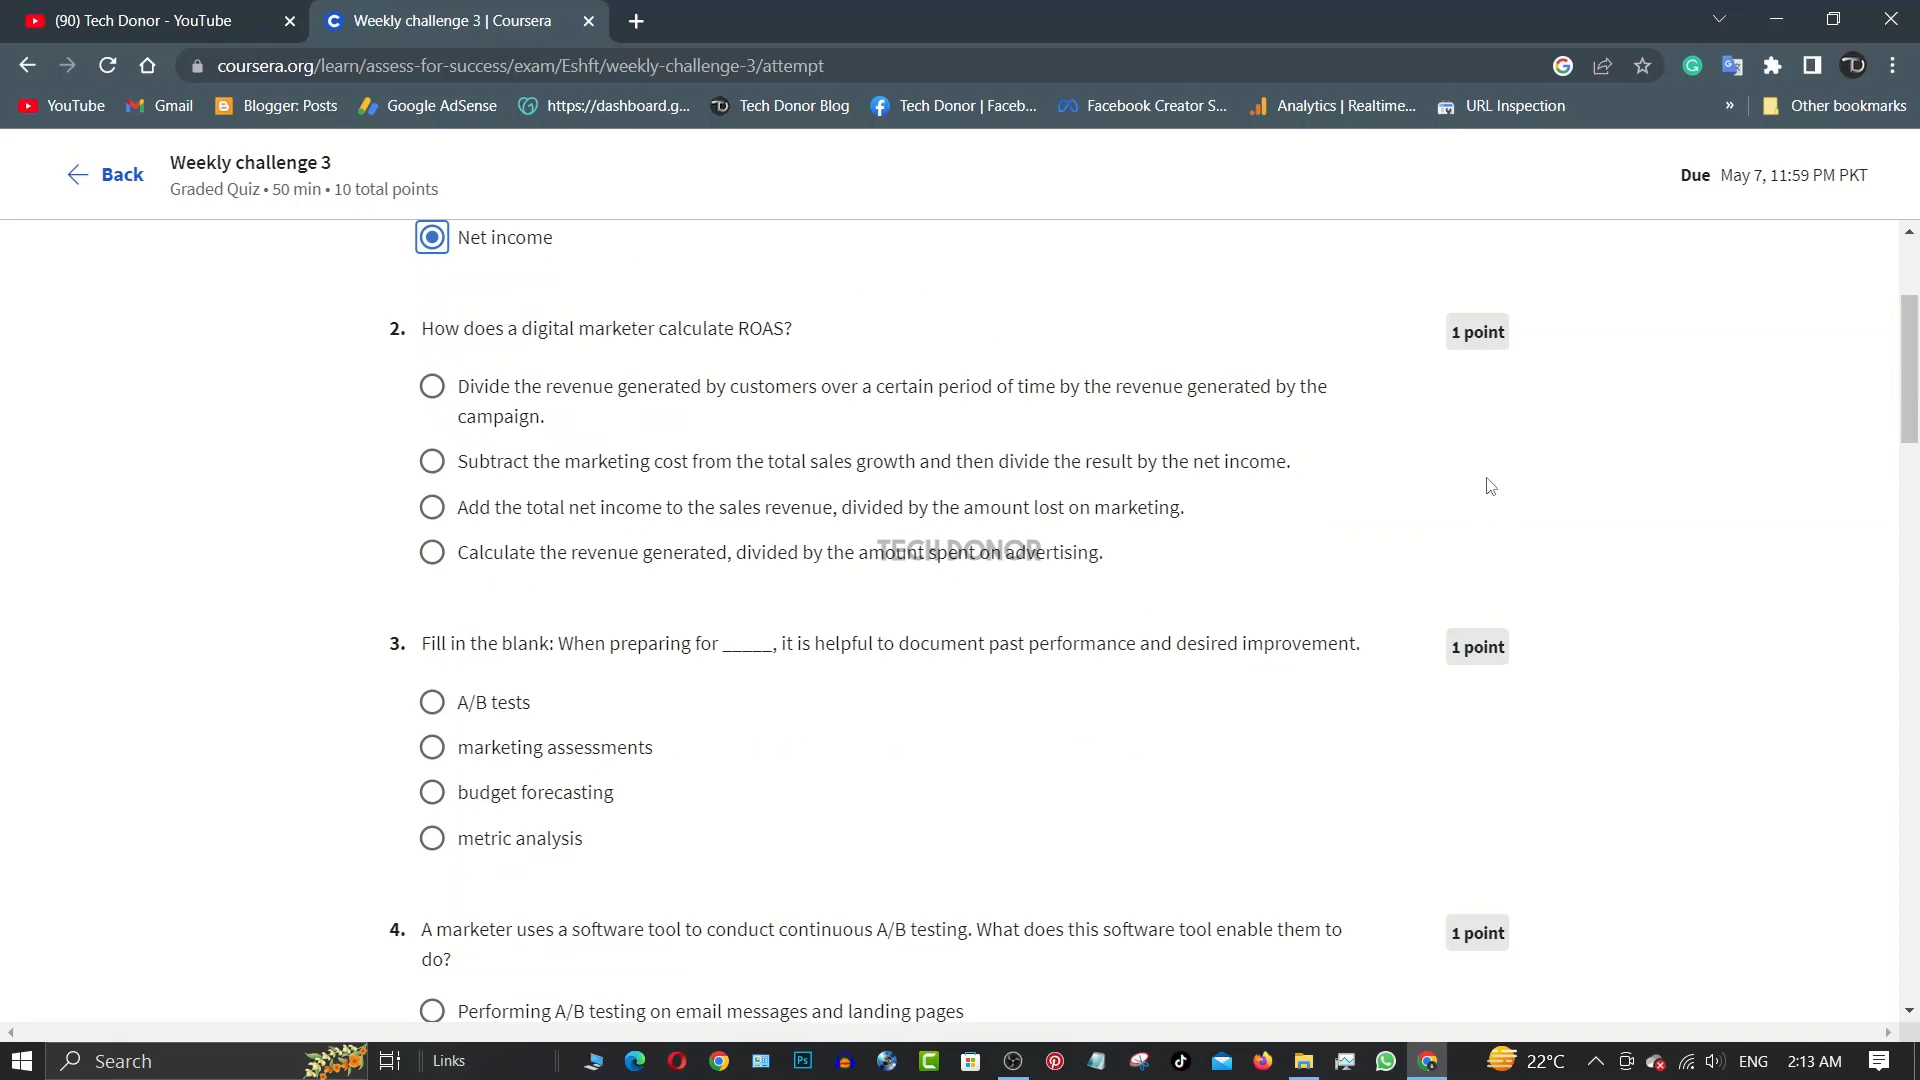 (90) Tech Donor - YouTube
Weekly challenge 3 | Coursera
coursera.org/learn/assess-for-success/exam/Eshft/weekly-challenge-3/attempt
YouTube
Gmail
Blogger: Posts
Google AdSense
https://dashboard.g...
Tech Donor Blog
Tech Donor | Faceb...
Facebook Creator S...
Analytics | Realtime...
URL Inspection
»
Other bookmarks
Back
Weekly challenge 3
Graded Quiz • 50 min • 10 total points
Due May 7, 11:59 PM PKT
Net income
2. How does a digital marketer calculate ROAS?
1 point
Divide the revenue generated by customers over a certain period of time by the revenue generated by the
campaign.
Subtract the marketing cost from the total sales growth and then divide the result by the net income.
Add the total net income to the sales revenue, divided by the amount lost on marketing.
Calculate the revenue generated, divided by the amount spent on advertising.
TECH DONOR
3. Fill in the blank: When preparing for _____, it is helpful to document past performance and desired improvement.
1 point
A/B tests
marketing assessments
budget forecasting
metric analysis
4. A marketer uses a software tool to conduct continuous A/B testing. What does this software tool enable them to
do?
1 point
Performing A/B testing on email messages and landing pages
Search
Links
22°C
ENG
2:13 AM